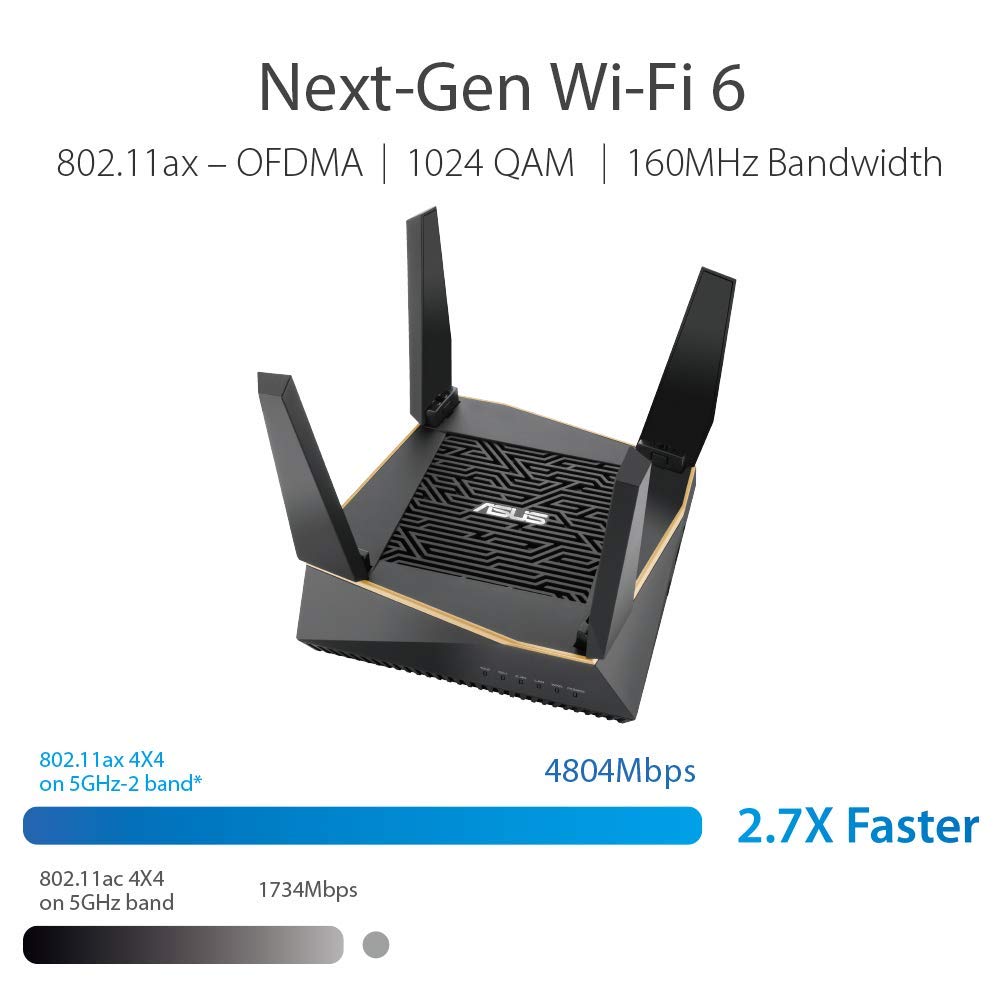 Next-Gen Wi-Fi 6
802.11ax – OFDMA | 1024 QAM | 160MHz Bandwidth
ASUS
802.11ax 4X4
on 5GHz-2 band*
4804Mbps
2.7X Faster
802.11ac 4X4
on 5GHz band
1734Mbps